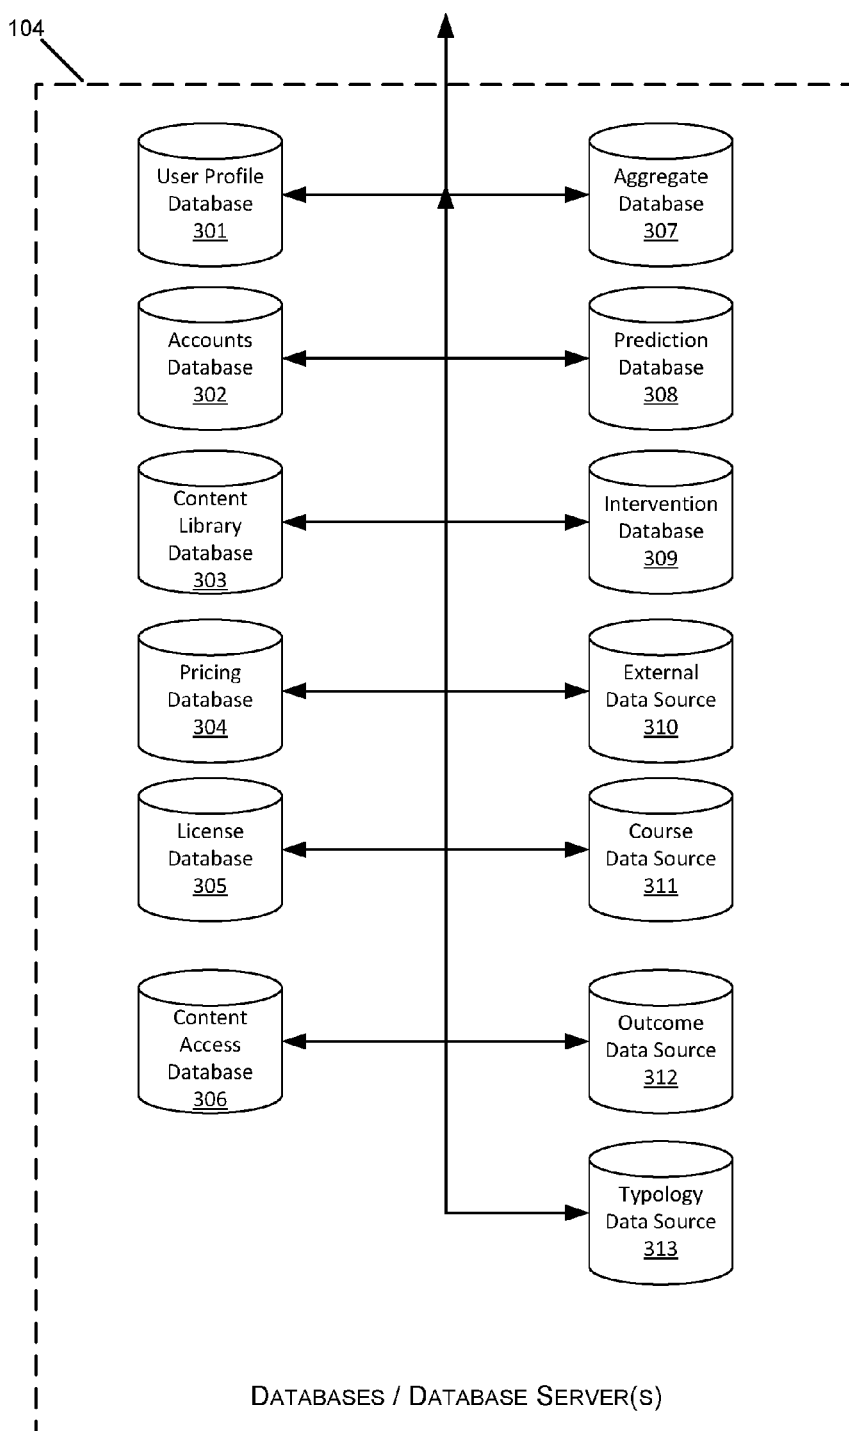 104
User Profile
Database
301
Aggregate
Database
307
Accounts
Database
302
Prediction
Database
308
Content
Library
Database
303
Intervention
Database
309
Pricing
Database
304
External
Data Source
310
License
Database
305
Course
Data Source
311
Content
Access
Database
306
Outcome
Data Source
312
Typology
Data Source
313
DATABASES / DATABASE SERVER(S)